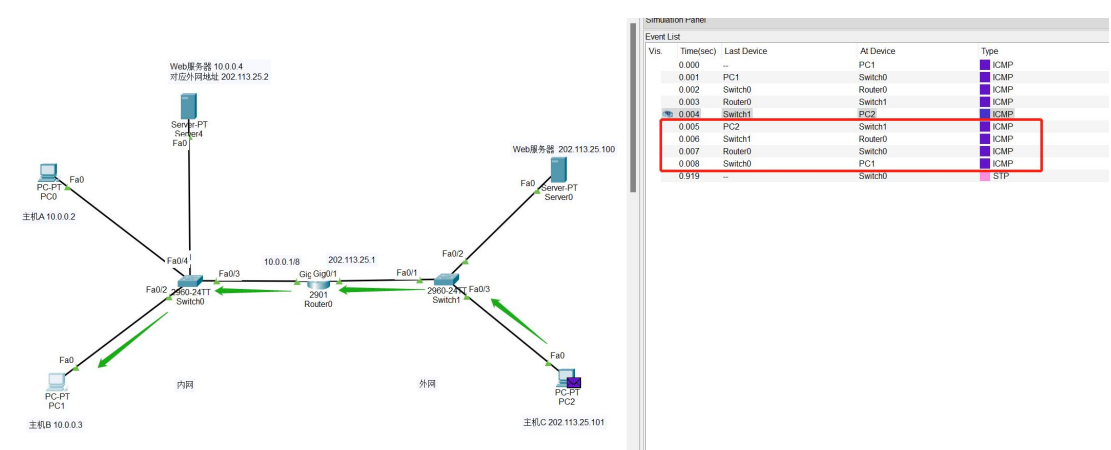 Web服务器 10.0.0.4
对应外网地址 202.113.25.2
Server-PT
Server4
Fa0
Fa0
PC-PT
PC0
主机A 10.0.0.2
Fa0/4
Fa0/3
Fa0/2
2960-24TT
Switch0
10.0.0.1/8
202.113.25.1
Gig
Gig0/1
2901
Router0
Fa0/1
Fa0/2
2960-24TT
Fa0/3
Switch1
Web服务器 202.113.25.100
Fa0
Server-PT
Server0
Fa0
PC-PT
PC1
主机B 10.0.0.3
内网
外网
Fa0
PC-PT
PC2
主机C 202.113.25.101
Simulation Panel
Event List
Vis. Time(sec) Last Device At Device Type
0.000 -- PC1 ICMP
0.001 PC1 Switch0 ICMP
0.002 Switch0 Router0 ICMP
0.003 Router0 Switch1 ICMP
0.004 Switch1 PC2 ICMP
0.005 PC2 Switch1 ICMP
0.006 Switch1 Router0 ICMP
0.007 Router0 Switch0 ICMP
0.008 Switch0 PC1 ICMP
0.919 -- Switch0 STP